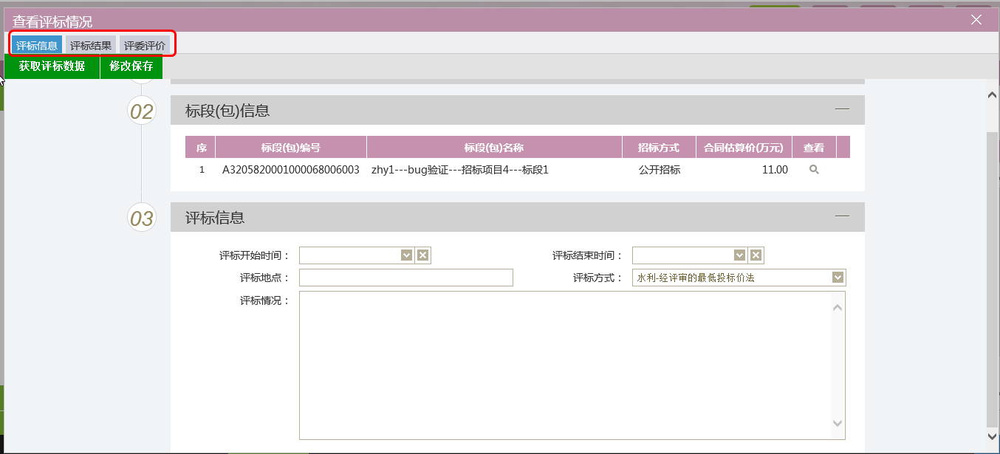 查看评标情况
评标信息 评标结果 评委评价
获取评标数据 修改保存
02 标段(包)信息
序 标段(包)编号 标段(包)名称 招标方式 合同估算价(万元) 查看
1 A3205820001000068006003 zhy1---bug验证---招标项目4---标段1 公开招标 11.00
03 评标信息
评标开始时间： 评标结束时间：
评标地点： 评标方式： 水利-经评审的最低投标价法
评标情况：